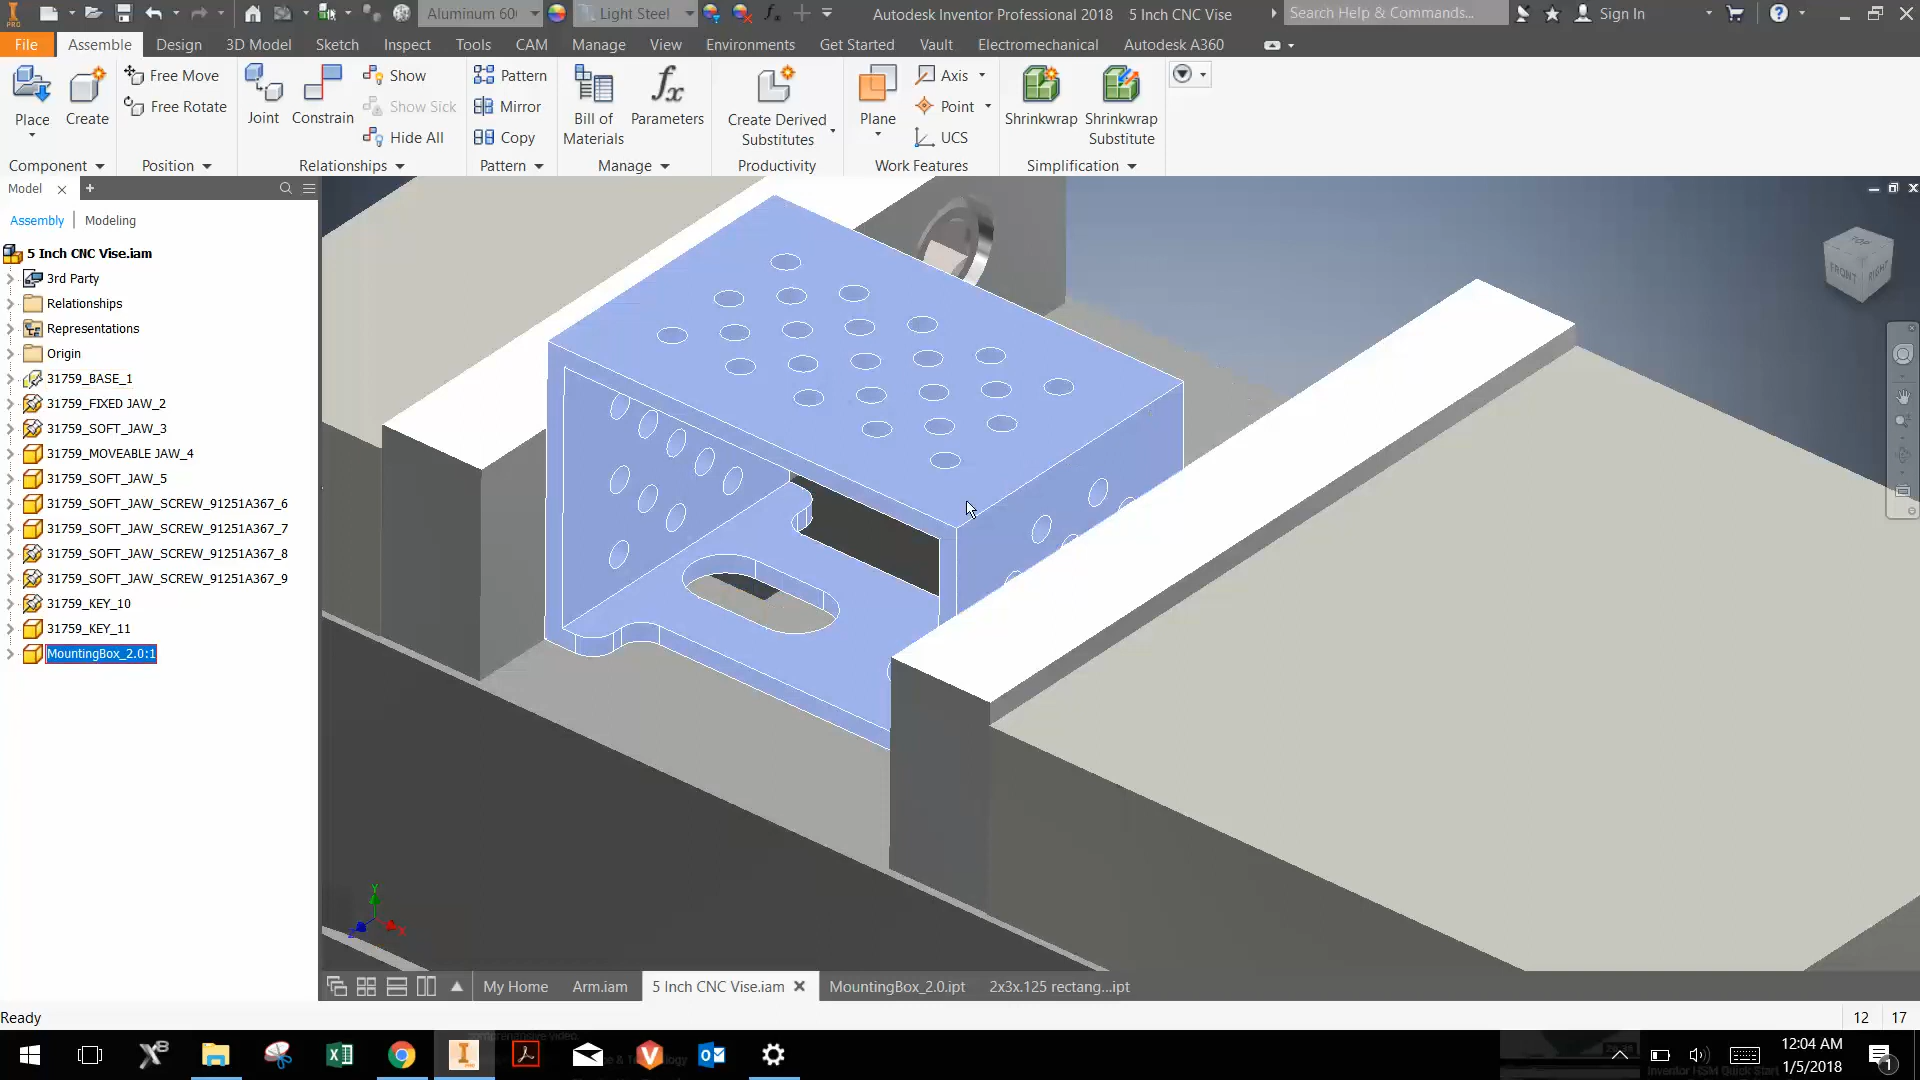 Aluminum 60
Light Steel
Autodesk Inventor Professional 2018 5 Inch CNC Vise
Search Help & Commands...
Sign In
PRO
File
Assemble
Design
3D Model
Sketch
Inspect
Tools
CAM
Manage
View
Environments
Get Started
Vault
Electromechanical
Autodesk A360
Place
Create
Free Move
Free Rotate
Joint
Constrain
Show
Show Sick
Hide All
Pattern
Mirror
Copy
Bill of
Materials
Parameters
Create Derived
Substitutes
Plane
Axis
Point
UCS
Shrinkwrap
Shrinkwrap
Substitute
Component
Position
Relationships
Pattern
Manage
Productivity
Work Features
Simplification
Model
Assembly | Modeling
5 Inch CNC Vise.iam
3rd Party
Relationships
Representations
Origin
31759_BASE_1
31759_FIXED JAW_2
31759_SOFT_JAW_3
31759_MOVEABLE JAW_4
31759_SOFT_JAW_5
31759_SOFT_JAW_SCREW_91251A367_6
31759_SOFT_JAW_SCREW_91251A367_7
31759_SOFT_JAW_SCREW_91251A367_8
31759_SOFT_JAW_SCREW_91251A367_9
31759_KEY_10
31759_KEY_11
MountingBox_2.0:1
TOP
FRONT
RIGHT
Y
Z
X
My Home
Arm.iam
5 Inch CNC Vise.iam
MountingBox_2.0.ipt
2x3x.125 rectang...ipt
Ready
12 17
12:04 AM
1/5/2018
1